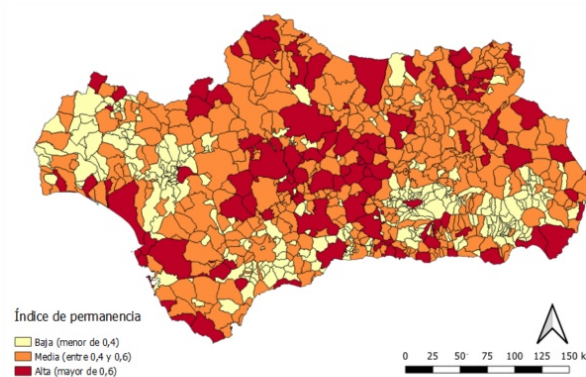 Índice de permanencia
Baja (menor de 0,4)
Media (entre 0,4 y 0,6)
Alta (mayor de 0,6)
0 25 50 75 100 125 150 k